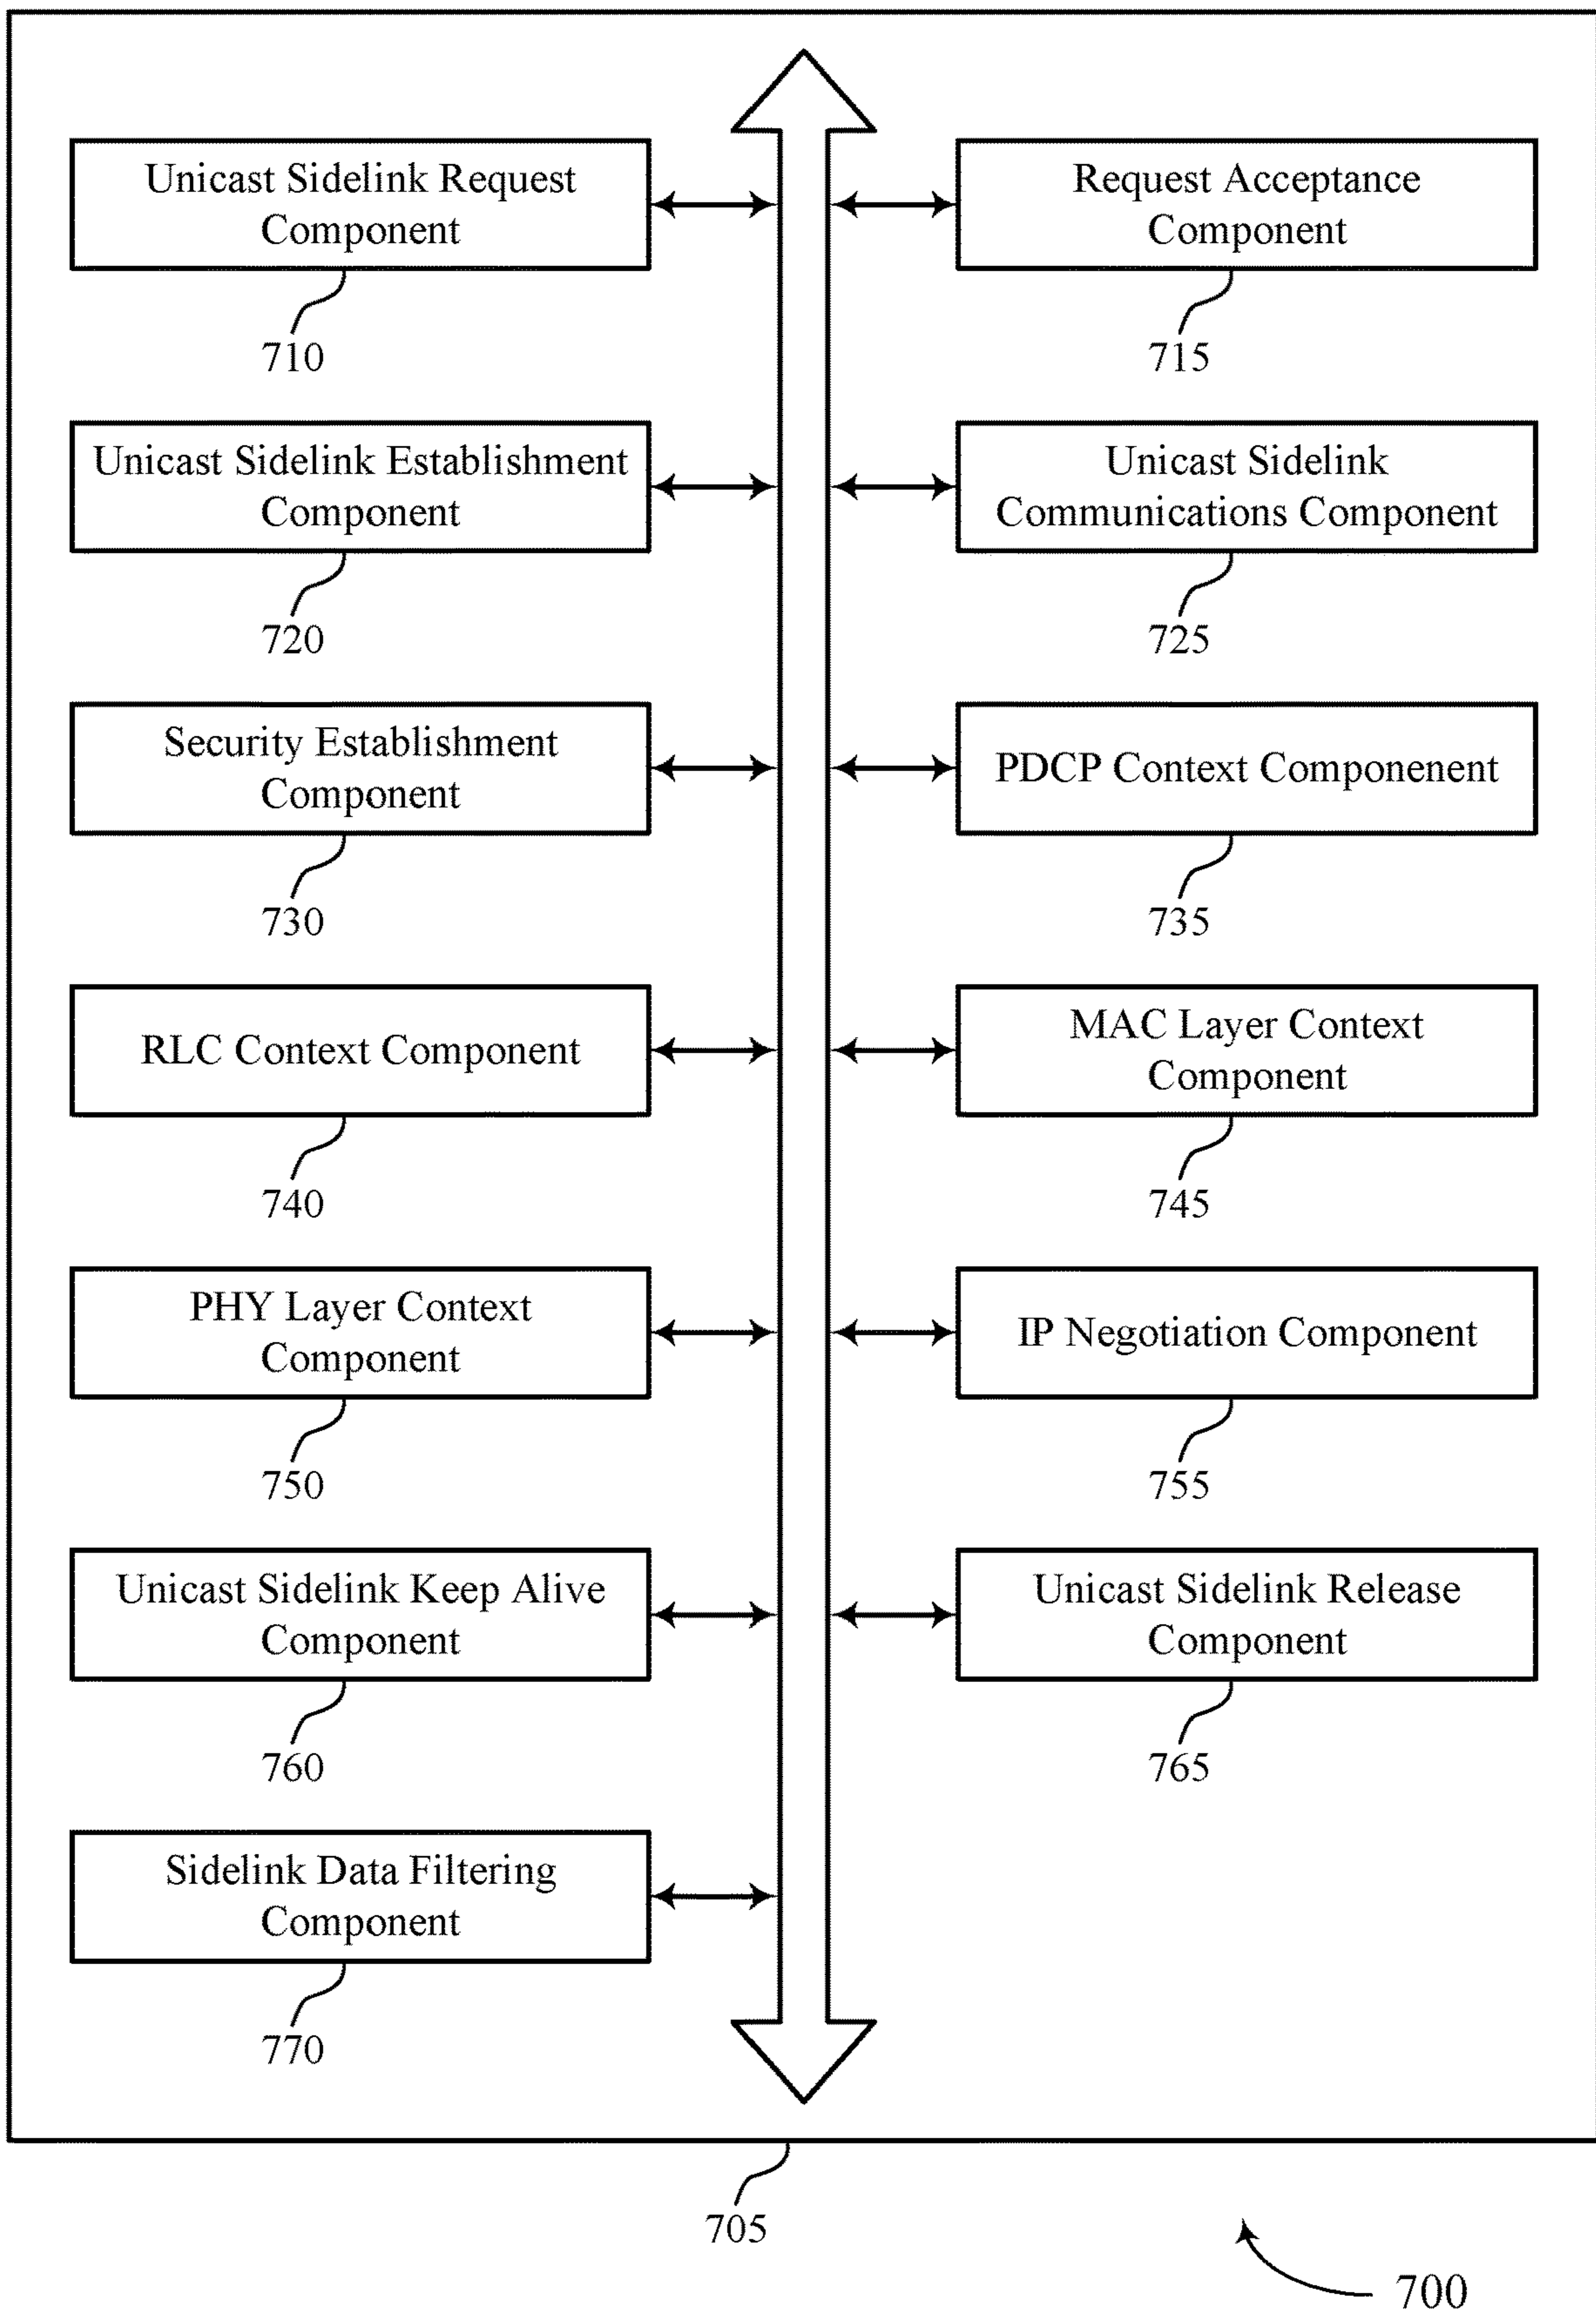 Unicast Sidelink Request
Component
710
Request Acceptance
Component
715
Unicast Sidelink Establishment
Component
720
Unicast Sidelink
Communications Component
725
Security Establishment
Component
730
PDCP Context Componenent
735
RLC Context Component
740
MAC Layer Context
Component
745
PHY Layer Context
Component
750
IP Negotiation Component
755
Unicast Sidelink Keep Alive
Component
760
Unicast Sidelink Release
Component
765
Sidelink Data Filtering
Component
770
705
700